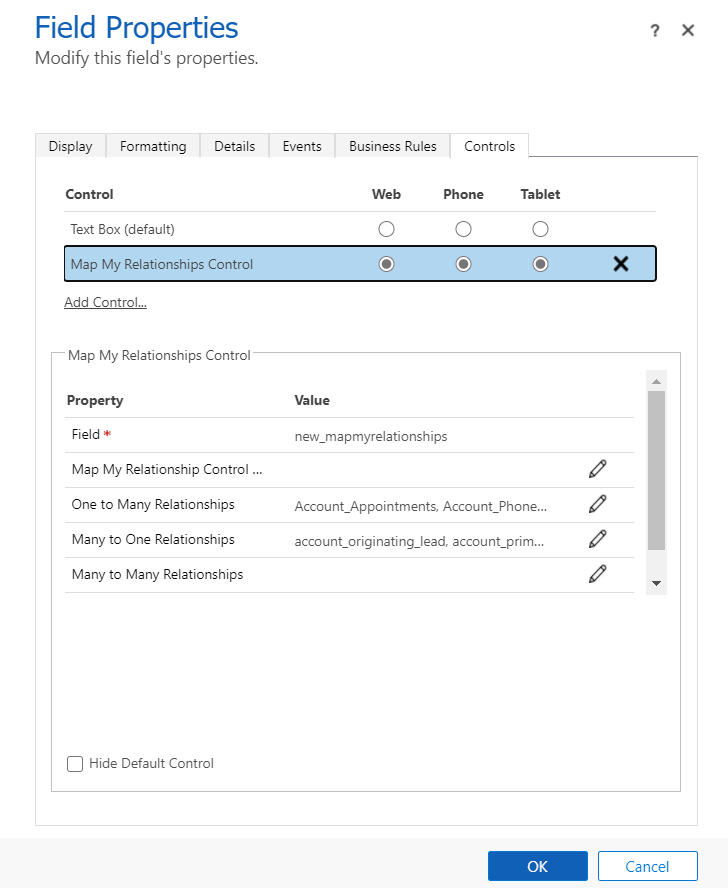 Field Properties
?
Modify this field's properties.
Display Formatting Details Events Business Rules Controls
Control Web Phone Tablet
Text Box (default)
Map My Relationships Control
Add Control...
Map My Relationships Control
Property Value
Field * new_mapmyrelationships
Map My Relationship Control ...
One to Many Relationships Account_Appointments, Account_Phone...
Many to One Relationships account_originating_lead, account_prim...
Many to Many Relationships
Hide Default Control
OK Cancel